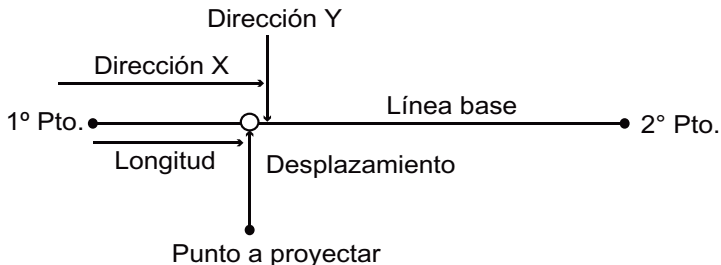 Dirección Y
Dirección X
1º Pto.
Línea base
2° Pto.
Longitud
Desplazamiento
Punto a proyectar